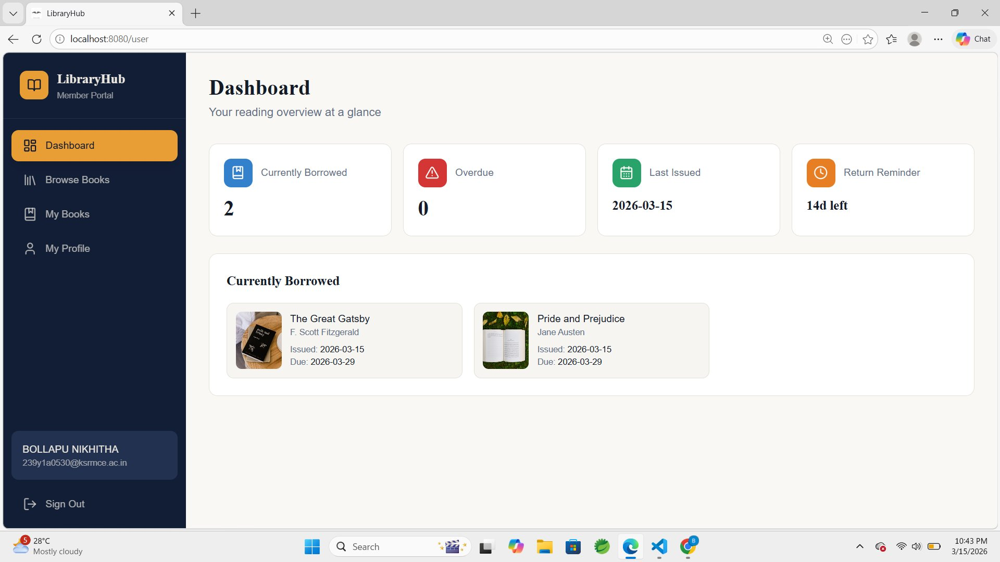 LibraryHub
localhost:8080/user
Chat
LibraryHub
Member Portal
Dashboard
Browse Books
My Books
My Profile
BOLLAPU NIKHITHA
239y1a0530@ksrmce.ac.in
Sign Out
Dashboard
Your reading overview at a glance
Currently Borrowed
2
Overdue
0
Last Issued
2026-03-15
Return Reminder
14d left
Currently Borrowed
The Great Gatsby
F. Scott Fitzgerald
Issued: 2026-03-15
Due: 2026-03-29
Pride and Prejudice
Jane Austen
Issued: 2026-03-15
Due: 2026-03-29
5
28°C
Mostly cloudy
Search
B
10:43 PM
3/15/2026